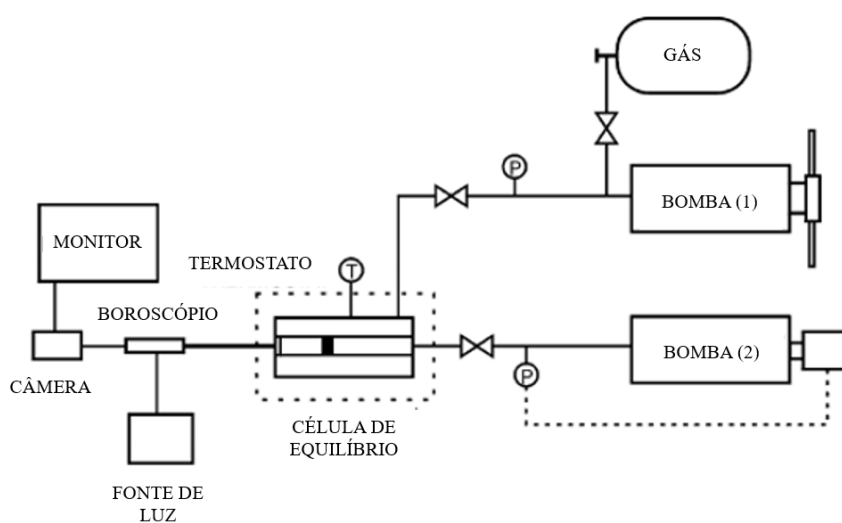 GÁS
P
BOMBA (1)
MONITOR
TERMOSTATO
T
BOROSCÓPIO
BOMBA (2)
P
CÂMERA
CÉLULA DE
EQUILÍBRIO
FONTE DE
LUZ